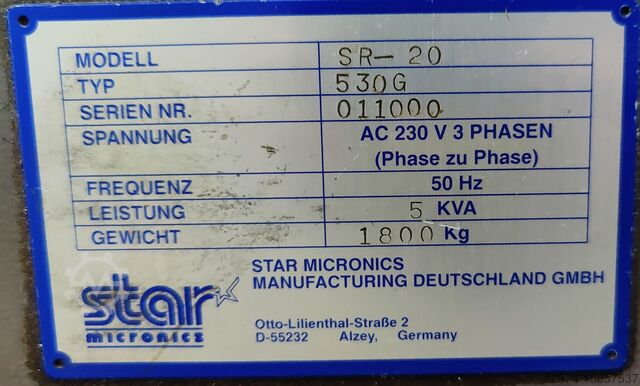 MODELL SR-20
TYP 530G
SERIEN NR. 011000
SPANNUNG AC 230 V 3 PHASEN
(Phase zu Phase)
FREQUENZ 50 Hz
LEISTUNG 5 KVA
GEWICHT 1800 Kg
STAR MICRONICS
MANUFACTURING DEUTSCHLAND GMBH
star
micronics
Otto-Lilienthal-Straße 2
D-55232 Alzey, Germany